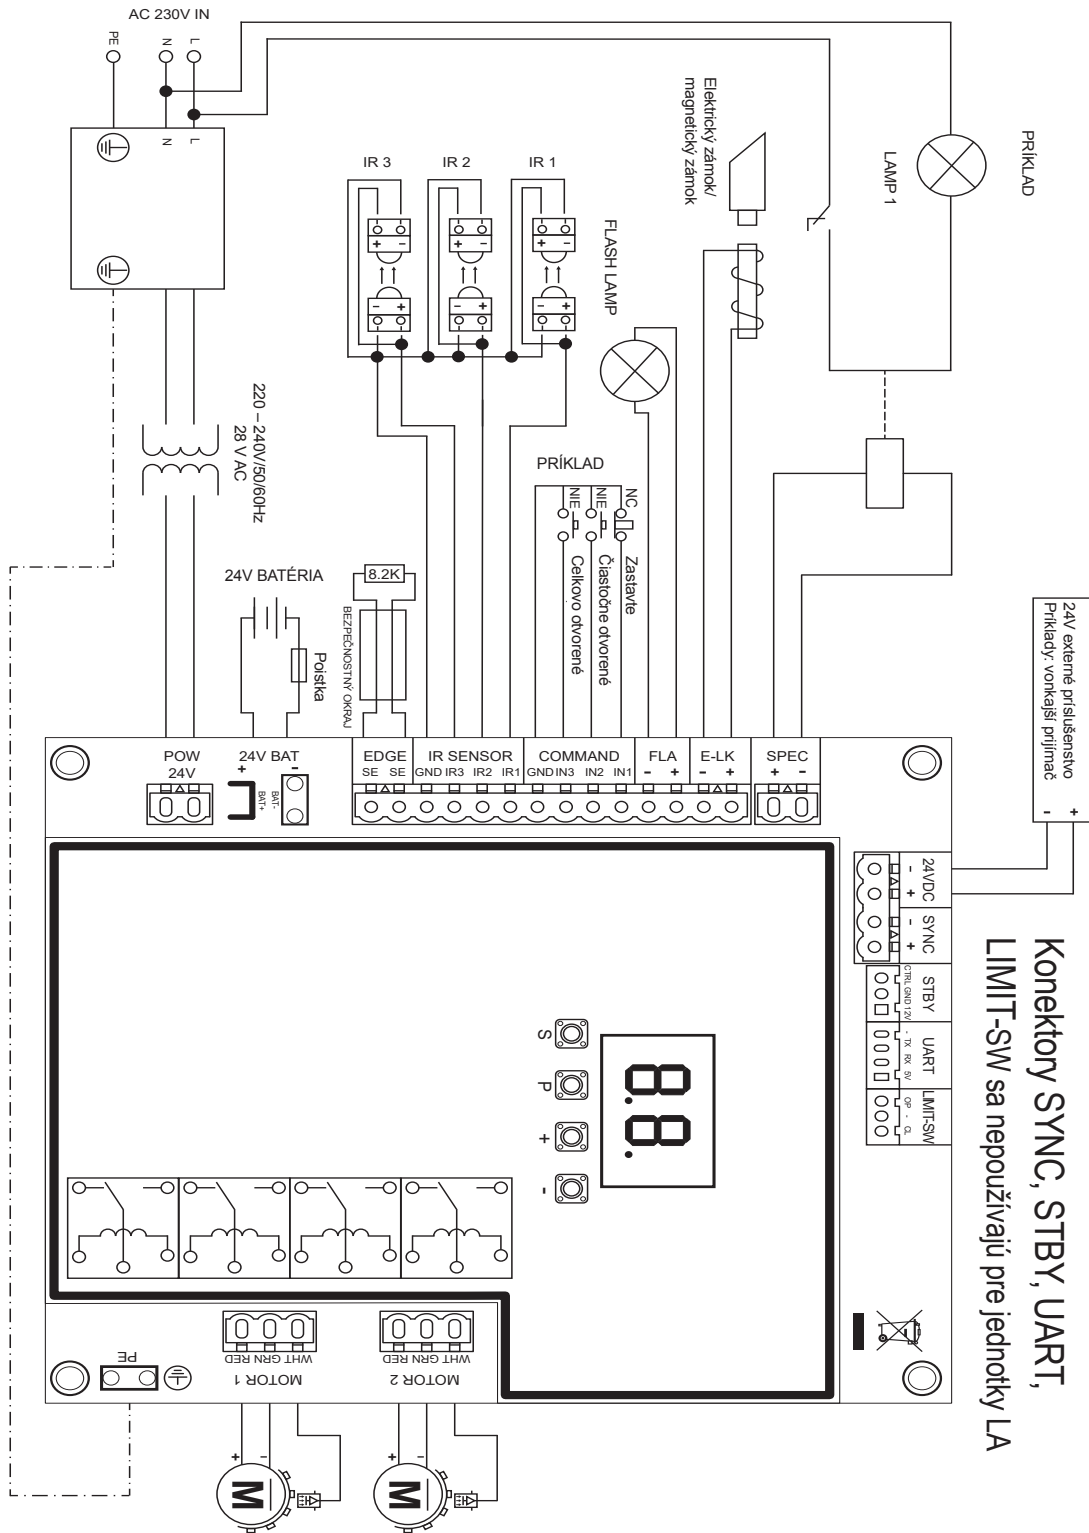 AC 230V IN
PE
N
L
N
L
PRÍKLAD
LAMP 1
Elektrický zámok/
magnetický zámok
IR 3
IR 2
IR 1
+ -
+ -
+ -
- +
- +
- +
FLASH LAMP
220 – 240V/50/60Hz
28 V AC
PRÍKLAD
NC
NIE
NIE
Zastavte
Čiastočne otvorené
Celkovo otvorené
24V BATÉRIA
Poistka
8.2K
BEZPEČNOSTNÝ OKRAJ
24V externé príslušenstvo
Príklady: vonkajší prijímač
- +
POW
24V
24V BAT
+ -
BAT+
BAT-
EDGE
SE SE
IR SENSOR
GND IR3 IR2 IR1
COMMAND
GND IN3 IN2 IN1
FLA
- +
E-LK
- +
SPEC
+ -
24VDC
- +
SYNC
- +
STBY
CTRL GND 12V
UART
- TX RX 5V
LIMIT-SW
OP - CL
Konektory SYNC, STBY, UART,
LIMIT-SW sa nepoužívajú pre jednotky LA
8.8.
S
P
+
-
PE
WHT GRN RED
MOTOR 1
WHT GRN RED
MOTOR 2
+ -
M
+ -
M